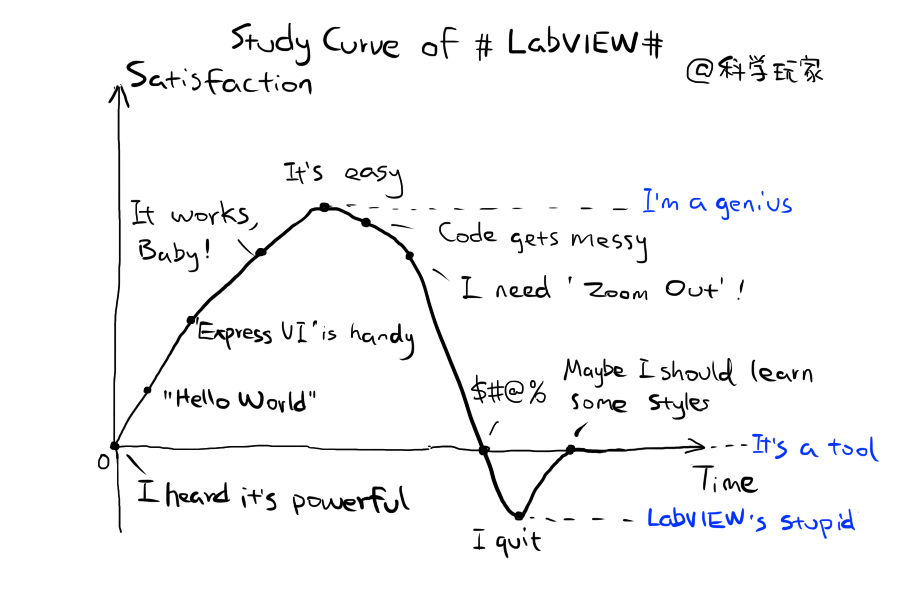 Study Curve of # LabVIEW#
@科学玩家
Satisfaction
It's easy
I'm a genius
It works,
Baby!
Code gets messy
I need 'Zoom Out'!
'Express VI' is handy
Maybe I should learn
some styles
$#@%
"Hello World"
It's a tool
0
Time
I heard it's powerful
LabVIEW's stupid
I quit